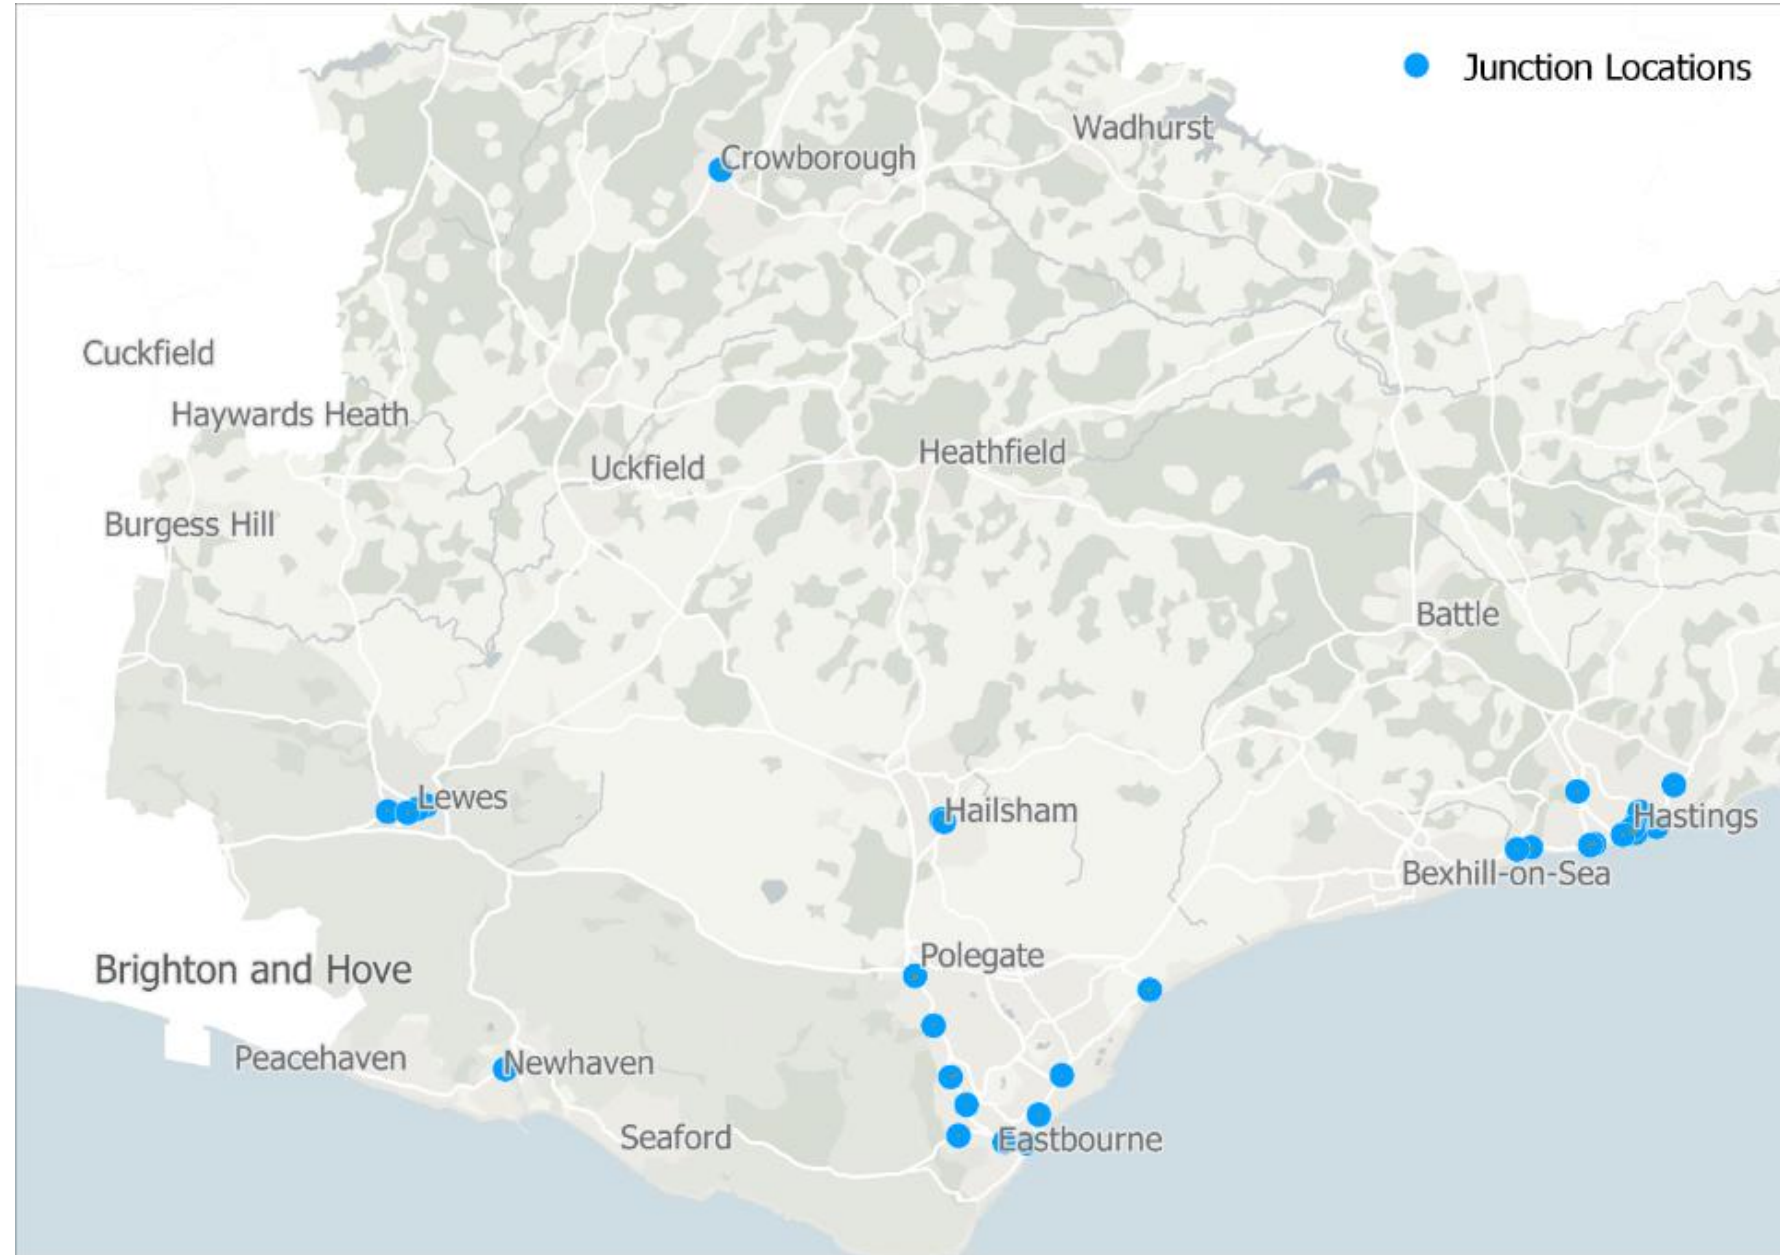 Junction Locations
Wadhurst
Crowborough
Cuckfield
Haywards Heath
Heathfield
Uckfield
Burgess Hill
Battle
Lewes
Hailsham
Hastings
Bexhill-on-Sea
Polegate
Brighton and Hove
Peacehaven
Newhaven
Seaford
Eastbourne